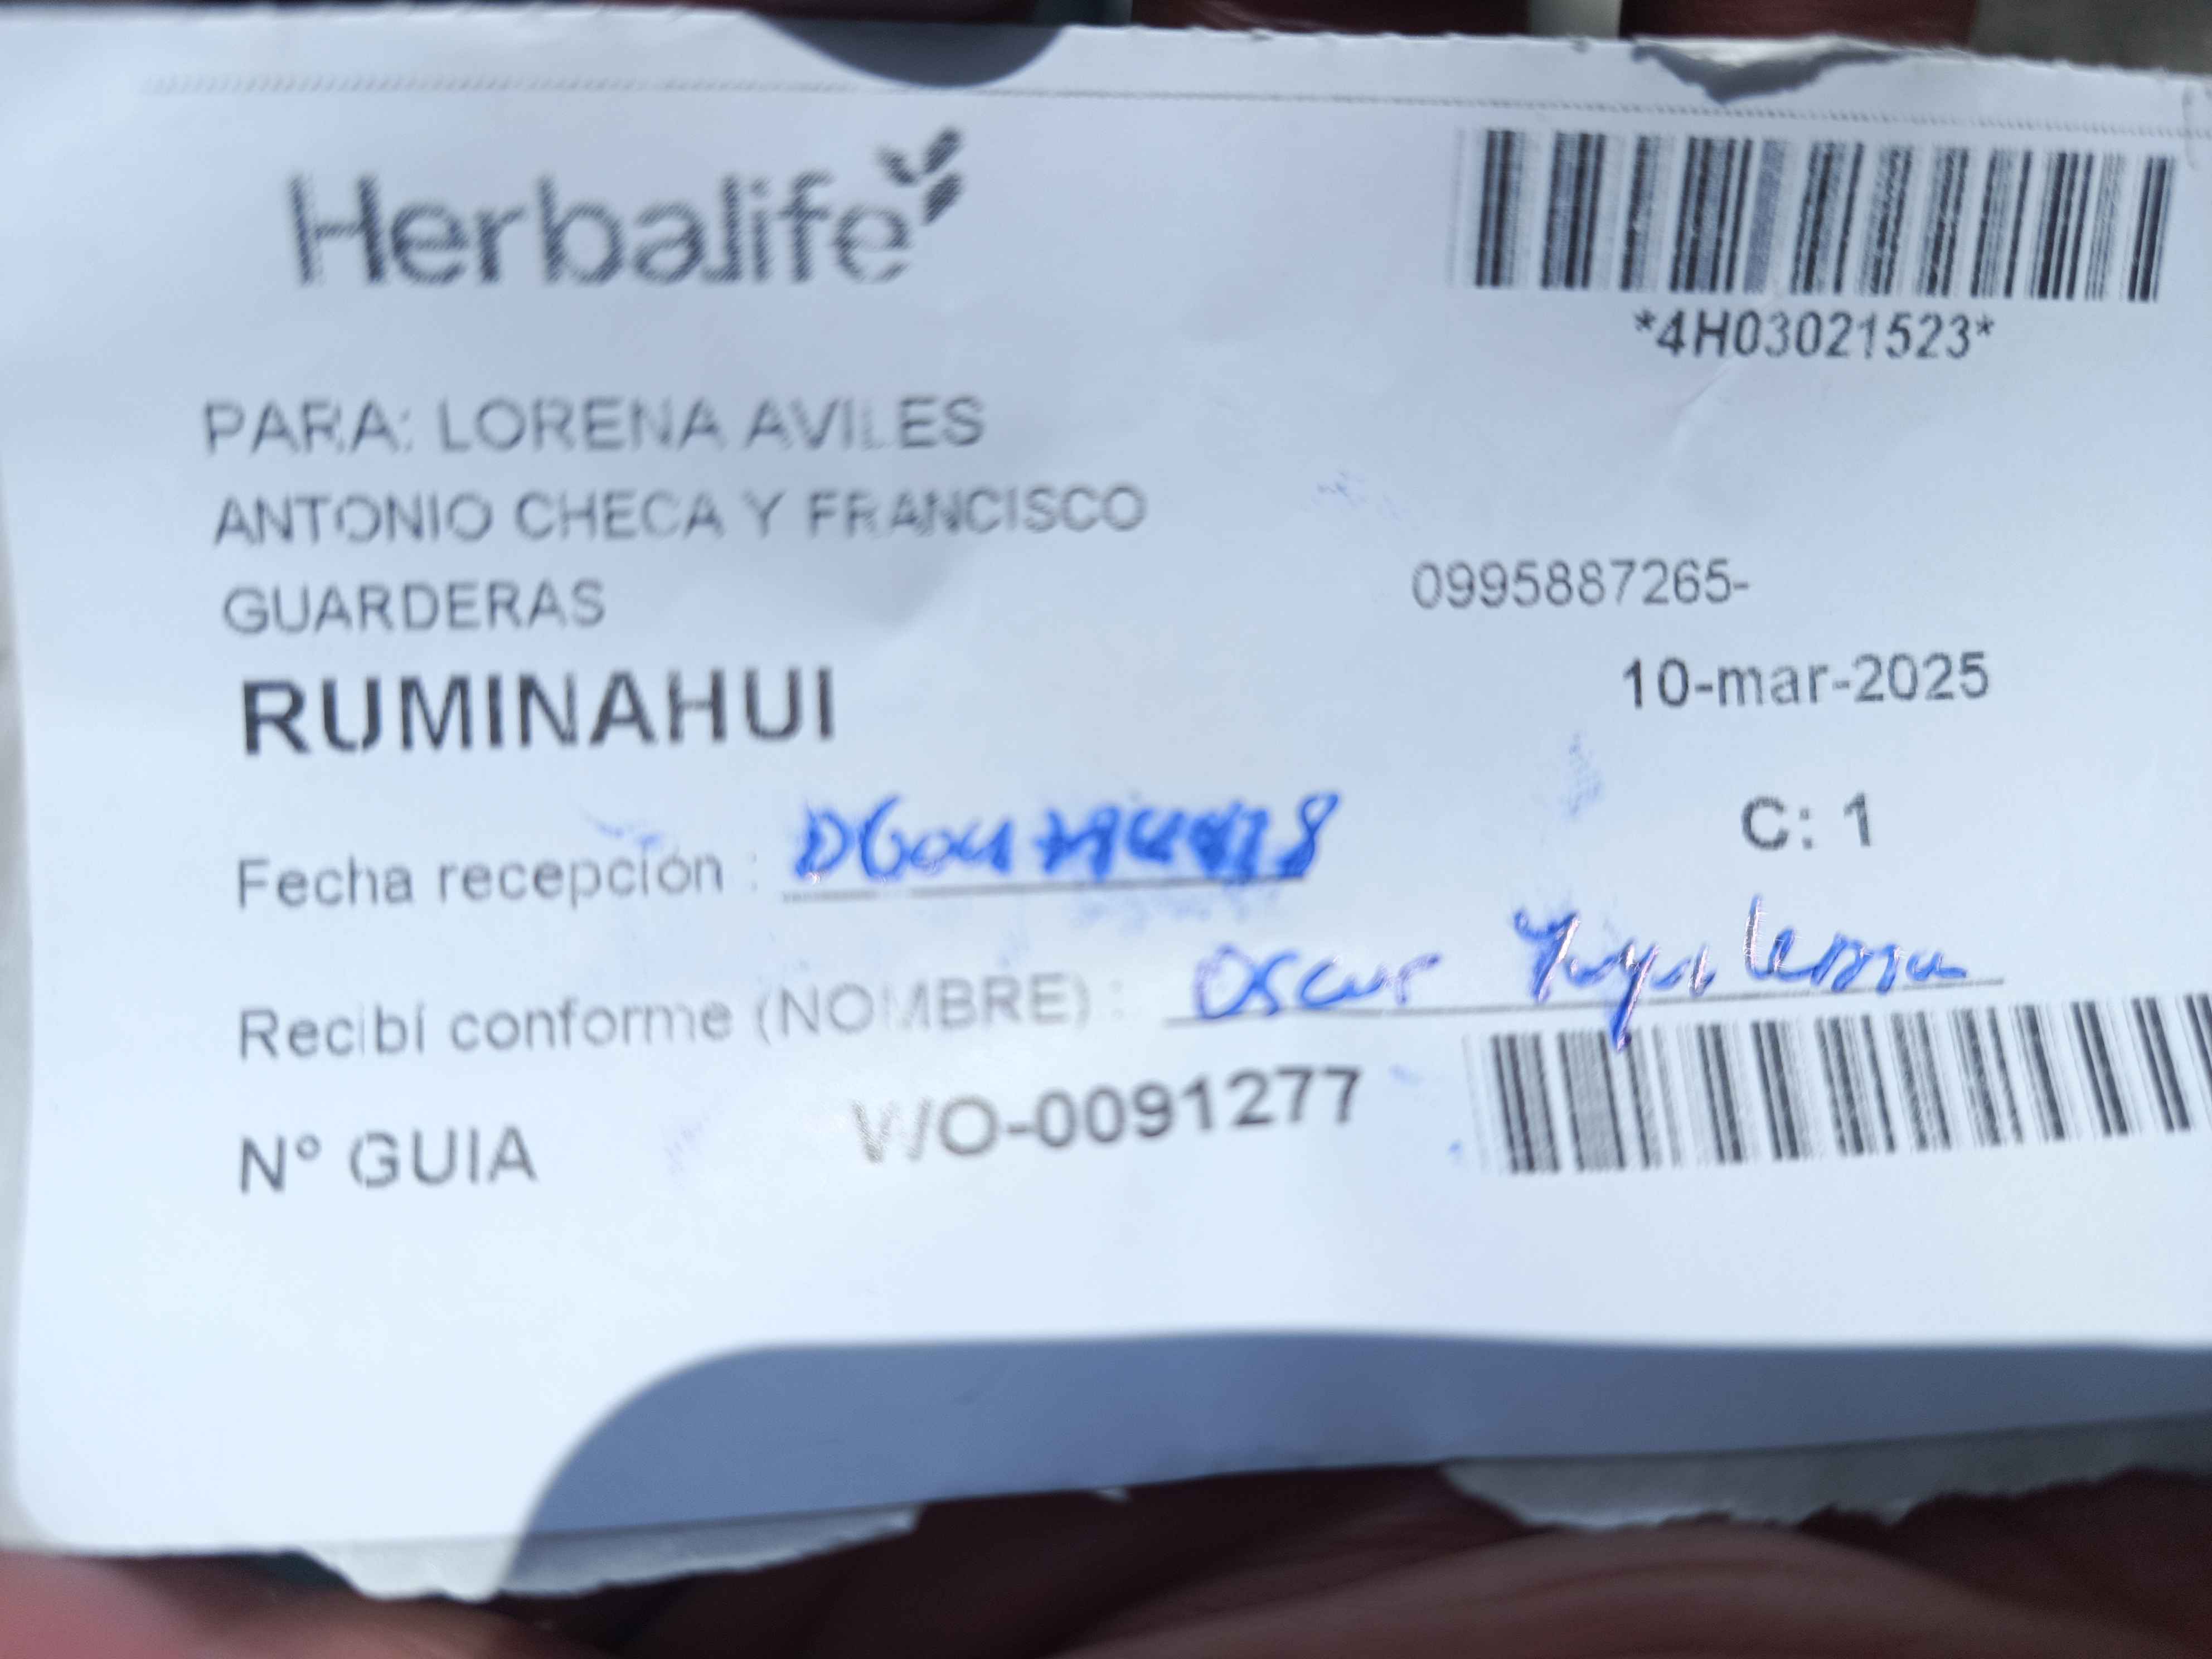 Herbalife
*4H03021523*
PARA: LORENA AVILES
ANTONIO CHECA Y FRANCISCO
GUARDERAS
0995887265-
RUMINAHUI
10-mar-2025
C: 1
Fecha recepción :
Recibí conforme (NOMBRE) : Oscar
Nº GUIA WO-0091277